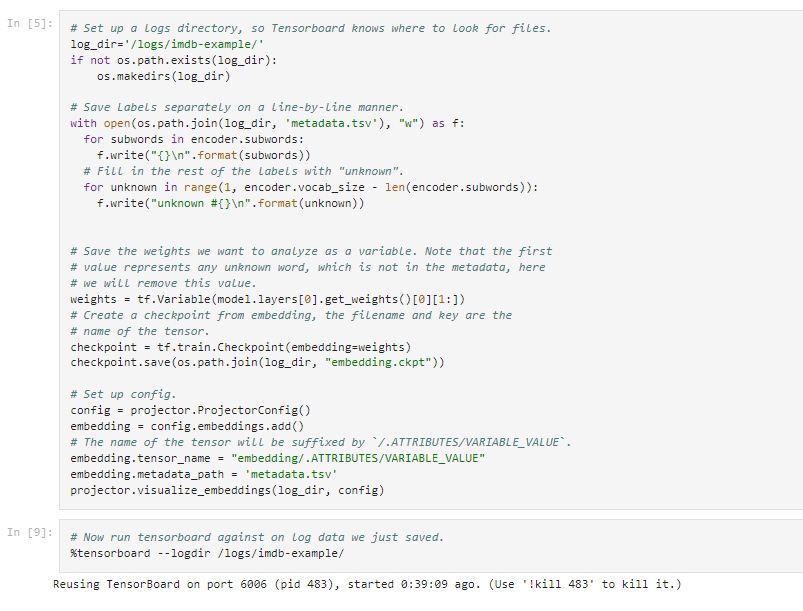 In [5]:
# Set up a logs directory, so Tensorboard knows where to look for files.
log_dir='/logs/imdb-example/'
if not os.path.exists(log_dir):
    os.makedirs(log_dir)

# Save Labels separately on a line-by-line manner.
with open(os.path.join(log_dir, 'metadata.tsv'), "w") as f:
  for subwords in encoder.subwords:
    f.write("{}\n".format(subwords))
  # Fill in the rest of the labels with "unknown".
  for unknown in range(1, encoder.vocab_size - len(encoder.subwords)):
    f.write("unknown #{}\n".format(unknown))


# Save the weights we want to analyze as a variable. Note that the first
# value represents any unknown word, which is not in the metadata, here
# we will remove this value.
weights = tf.Variable(model.layers[0].get_weights()[0][1:])
# Create a checkpoint from embedding, the filename and key are the
# name of the tensor.
checkpoint = tf.train.Checkpoint(embedding=weights)
checkpoint.save(os.path.join(log_dir, "embedding.ckpt"))

# Set up config.
config = projector.ProjectorConfig()
embedding = config.embeddings.add()
# The name of the tensor will be suffixed by `/.ATTRIBUTES/VARIABLE_VALUE`.
embedding.tensor_name = "embedding/.ATTRIBUTES/VARIABLE_VALUE"
embedding.metadata_path = 'metadata.tsv'
projector.visualize_embeddings(log_dir, config)
In [9]:
# Now run tensorboard against on log data we just saved.
%tensorboard --logdir /logs/imdb-example/
Reusing TensorBoard on port 6006 (pid 483), started 0:39:09 ago. (Use '!kill 483' to kill it.)